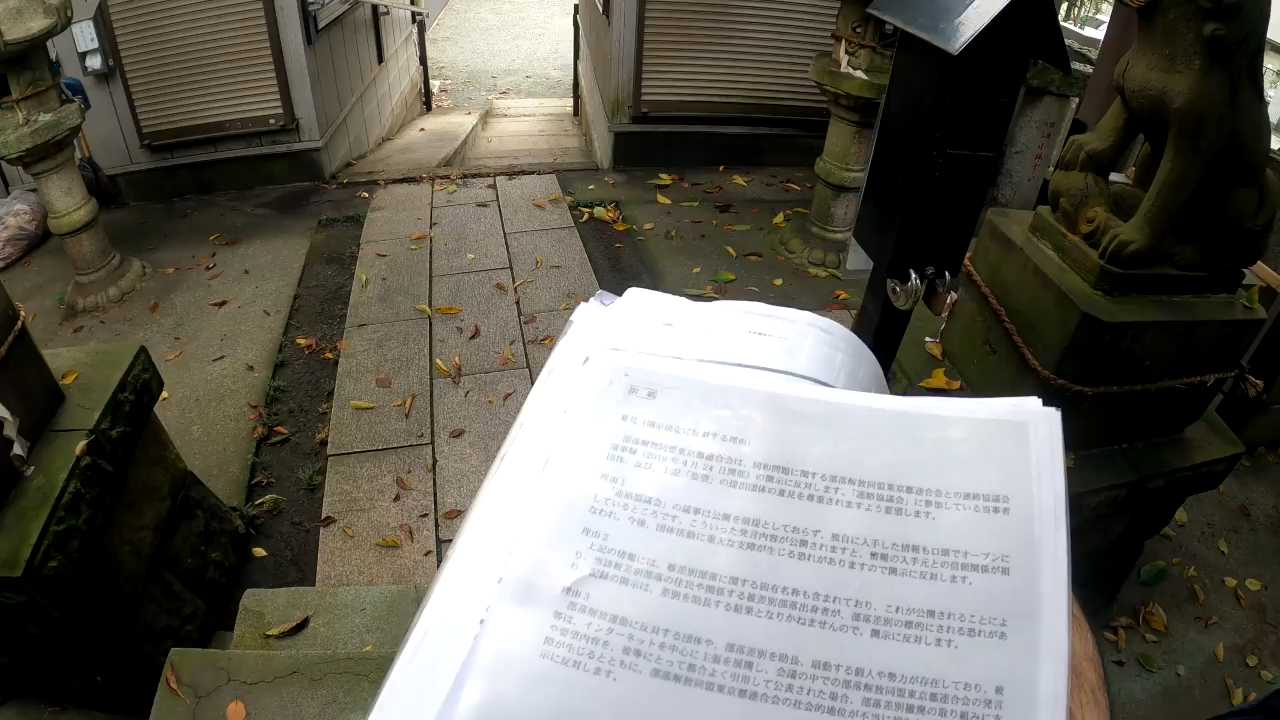 別 紙
意見（開示決定に反対する理由）
部落解放同盟東京都連合会は、同和問題に関する部落解放同盟東京都連合会との連絡協議会
議事録（2019年4月24日開催）の開示に反対します。「連絡協議会」に参加している当事者
団体、及び、上記「監望」の提出団体の意見を尊重されますよう要望します。
理由1
「連絡協議会」の議事は公開を前提としておらず、独自に入手した情報も口頭でオープンに
しているところです。こういった発言内容が公開されますと、情報の入手元との信頼関係が損
なわれ、今後、団体活動に重大な支障が生じる恐れがありますので開示に反対します。
理由2
上記の情報には、被差別部落に関する固有名称も含まれており、これが公開されることによ
り、当該被差別部落の住民や関係する被差別部落出身者が、部落差別の標的にされる恐れがあ
り、記録の開示は、差別を助長する結果となりかねませんので、開示に反対します。
理由3
部落解放運動に反対する団体や、部落差別を助長、扇動する個人や勢力が存在しており、彼
等は、インターネットを中心に主張を展開し、会議の中での部落解放同盟東京都連合会の発言
や要望内容を、彼等にとって都合よく引用して公表された場合、部落差別撤廃の取り組みに支
障が生じるとともに、部落解放同盟東京都連合会の社会的地位が不当に
示に反対します。